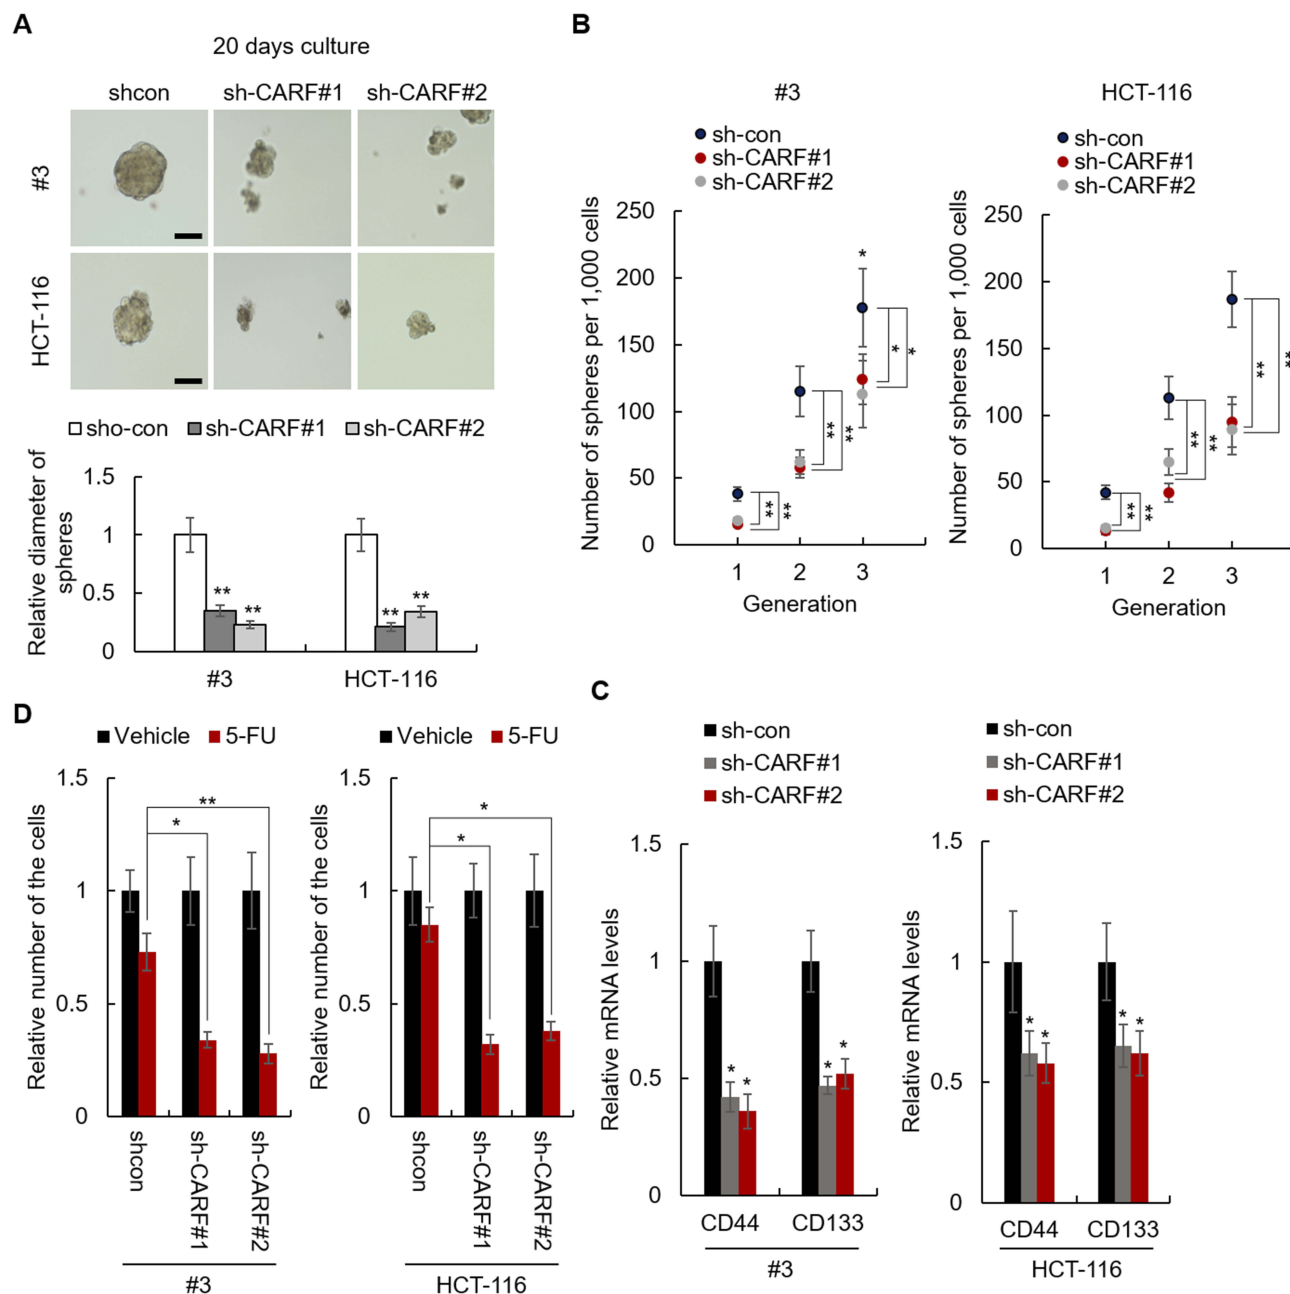 A
20 days culture
shcon sh-CARF#1 sh-CARF#2
#3
HCT-116
sho-con sh-CARF#1 sh-CARF#2
Relative diameter of
spheres
1.5
1
0.5
0
** ** ** **
#3 HCT-116
B
#3
sh-con
sh-CARF#1
sh-CARF#2
Number of spheres per 1,000 cells
250
200
150
100
50
0
*
* *
** **
** **
1 2 3
Generation
HCT-116
sh-con
sh-CARF#1
sh-CARF#2
Number of spheres per 1,000 cells
250
200
150
100
50
0
** **
** **
** **
1 2 3
Generation
D
Vehicle 5-FU
Relative number of the cells
1.5
1
0.5
0
**
*
shcon
sh-CARF#1
sh-CARF#2
#3
Vehicle 5-FU
Relative number of the cells
1.5
1
0.5
0
*
*
shcon
sh-CARF#1
sh-CARF#2
HCT-116
C
sh-con
sh-CARF#1
sh-CARF#2
Relative mRNA levels
1.5
1
0.5
0
* * * *
CD44 CD133
#3
sh-con
sh-CARF#1
sh-CARF#2
Relative mRNA levels
1.5
1
0.5
0
* * * *
CD44 CD133
HCT-116